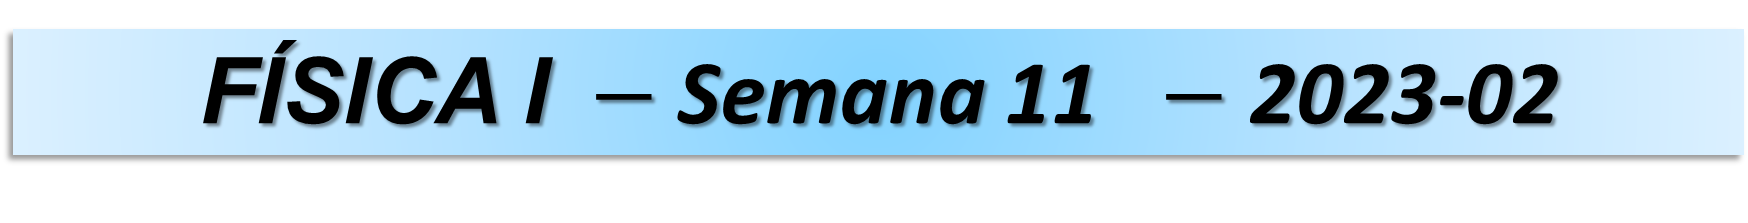 FÍSICA I — Semana 11 — 2023-02